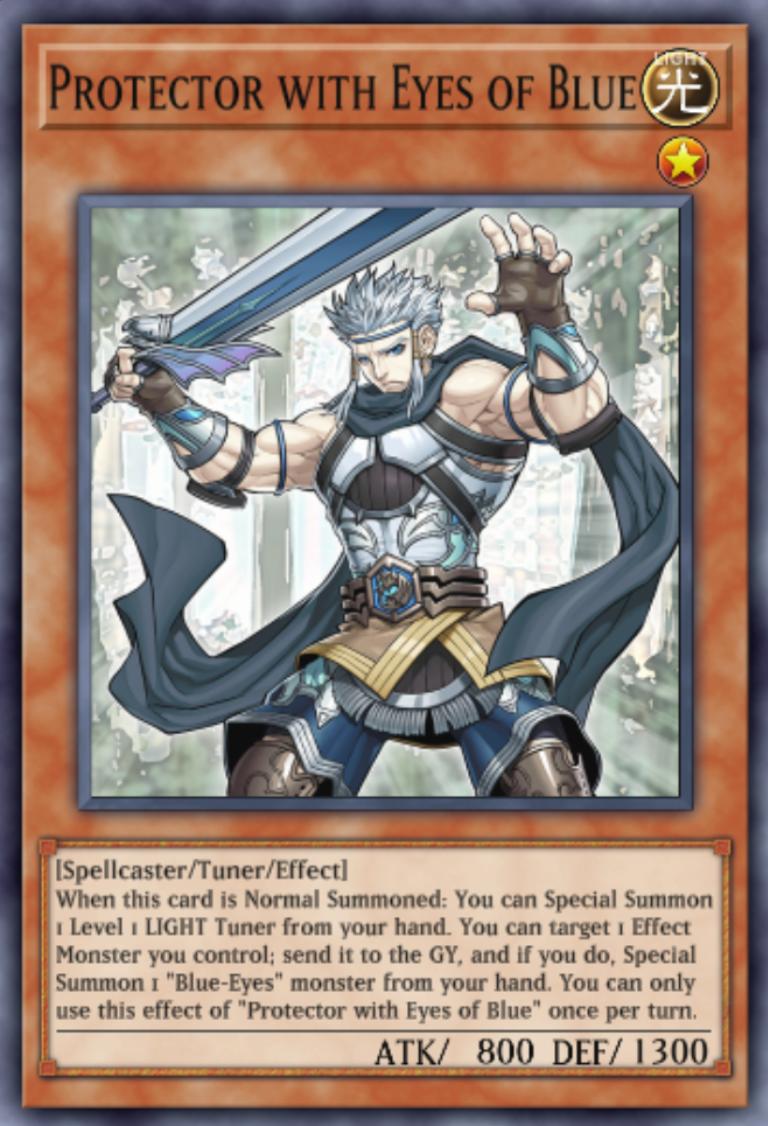 PROTECTOR WITH EYES OF BLUE
LIGHT
光
[Spellcaster/Tuner/Effect]
When this card is Normal Summoned: You can Special Summon
1 Level 1 LIGHT Tuner from your hand. You can target 1 Effect
Monster you control; send it to the GY, and if you do, Special
Summon 1 "Blue-Eyes" monster from your hand. You can only
use this effect of "Protector with Eyes of Blue" once per turn.
ATK/ 800 DEF/ 1300